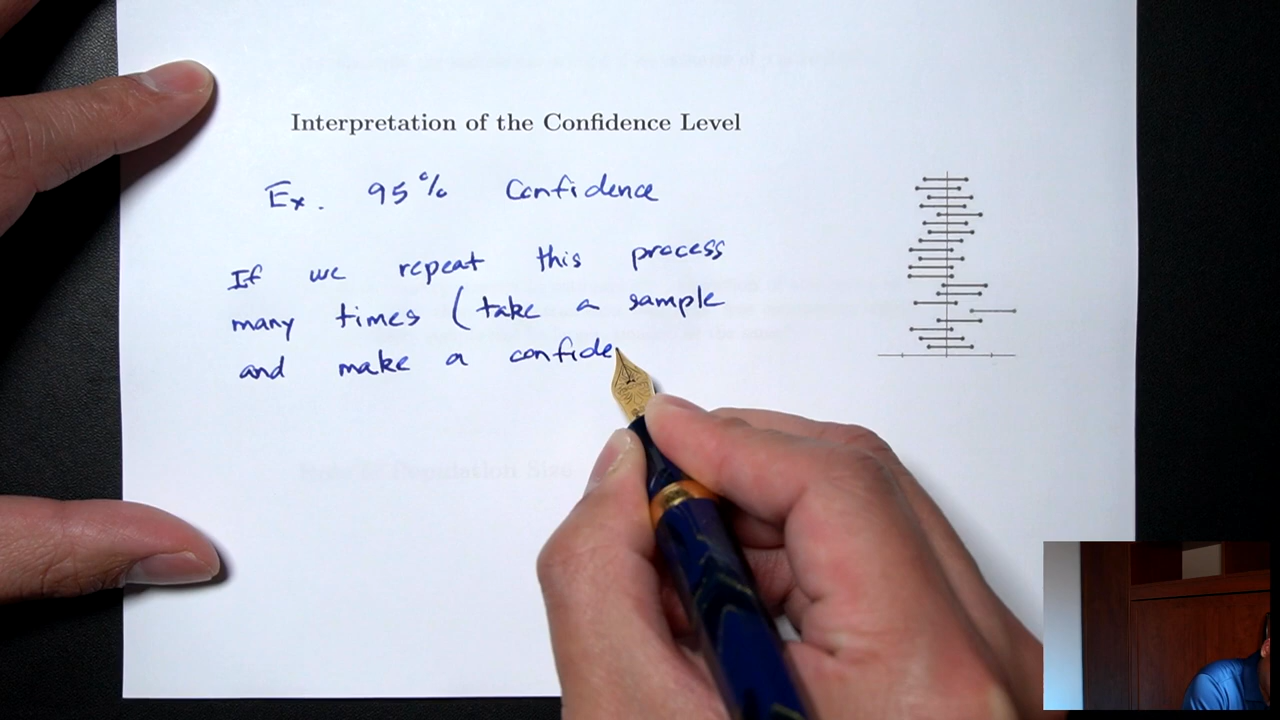 Interpretation of the Confidence Level
Ex. 95% Confidence
If we repeat this process
many times (take a sample
and make a confide